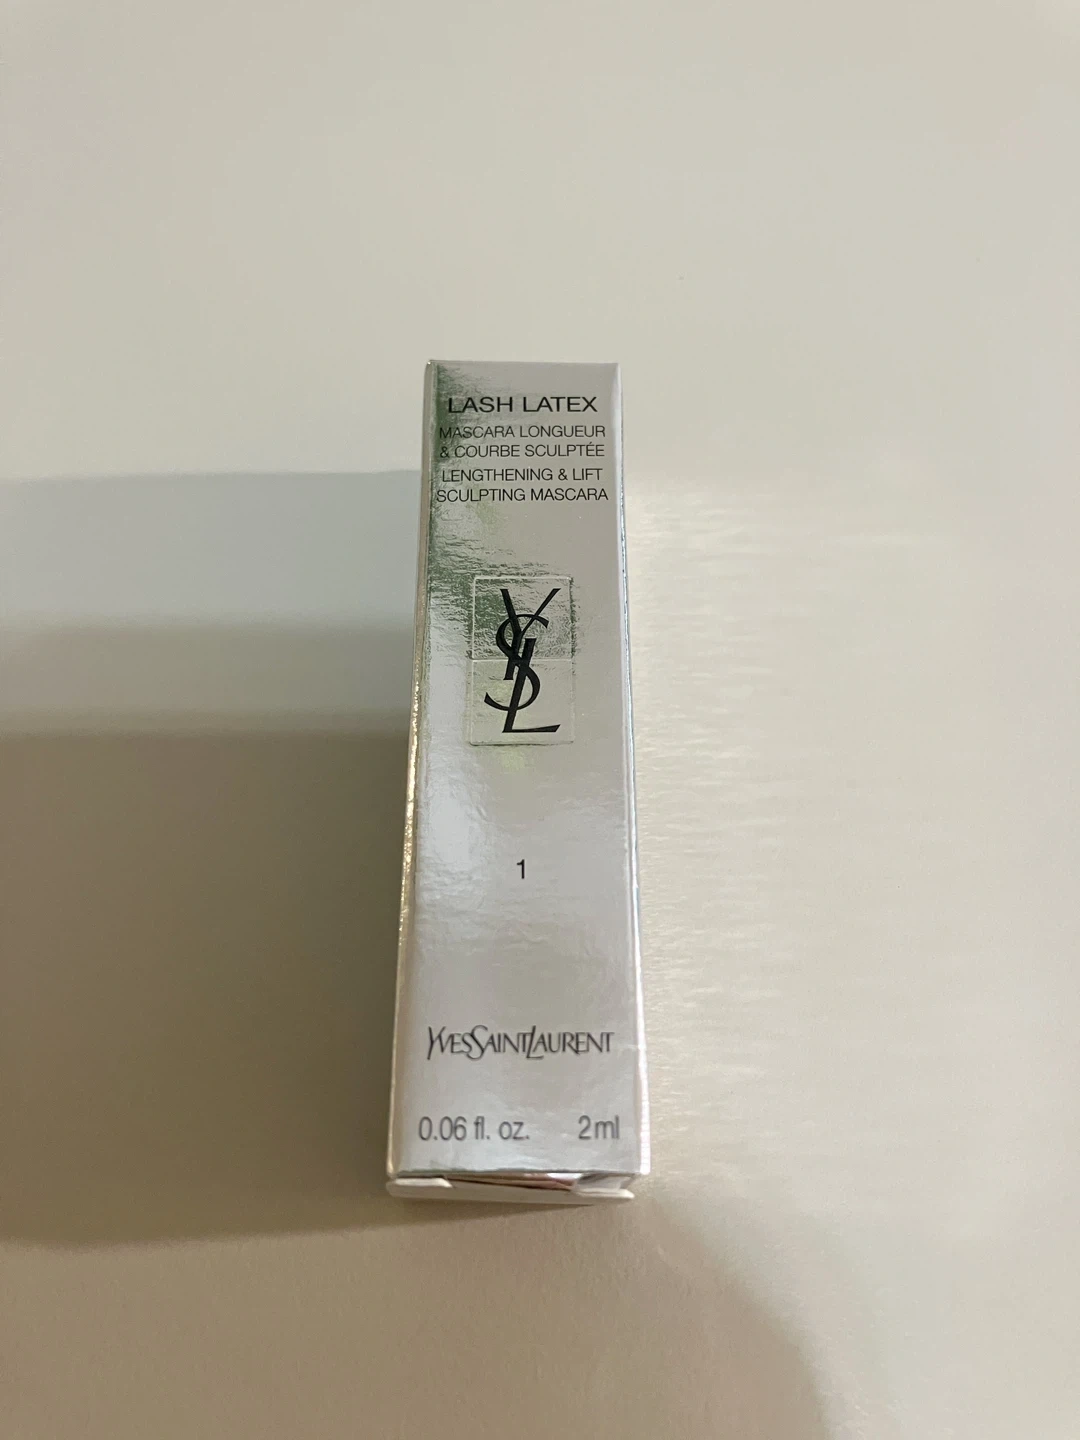 LASH LATEX
MASCARA LONGUEUR
& COURBE SCULPTÉE
LENGTHENING & LIFT
SCULPTING MASCARA
YSL
1
YVESSAINTLAURENT
0.06 fl. oz. 2ml